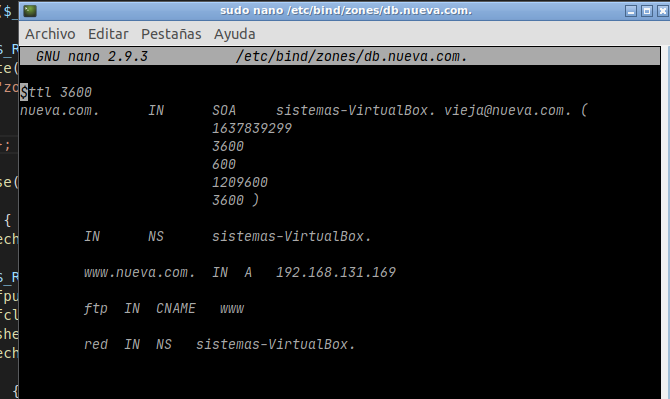 sudo nano /etc/bind/zones/db.nueva.com.
Archivo Editar Pestañas Ayuda
GNU nano 2.9.3 /etc/bind/zones/db.nueva.com.
$ttl 3600
nueva.com. IN SOA sistemas-VirtualBox. vieja@nueva.com. (
1637839299
3600
600
1209600
3600 )
IN NS sistemas-VirtualBox.
www.nueva.com. IN A 192.168.131.169
ftp IN CNAME www
red IN NS sistemas-VirtualBox.